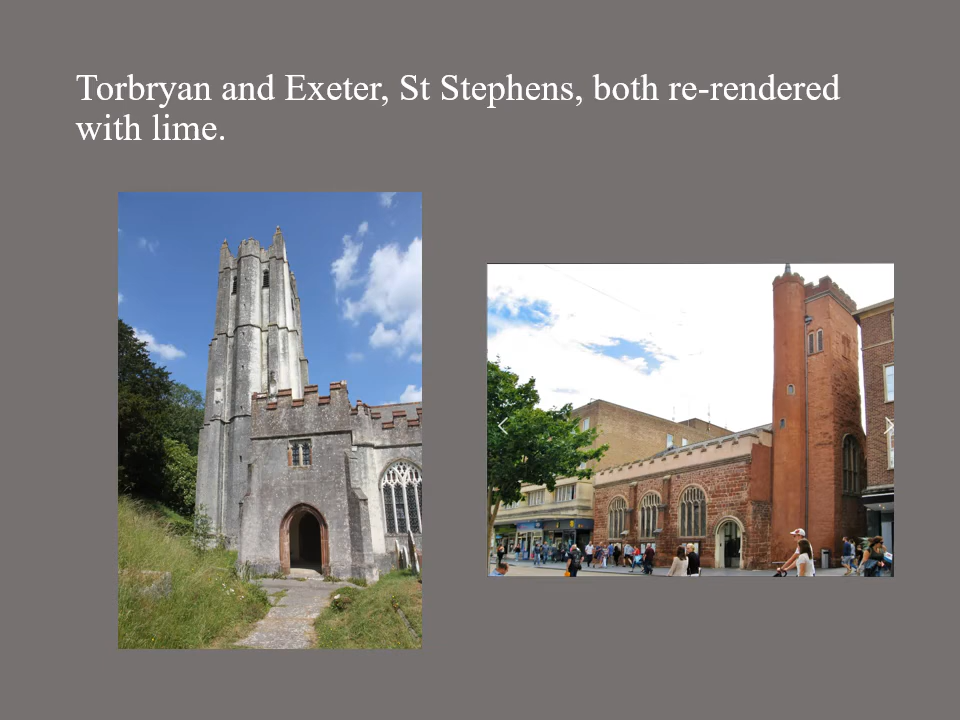 Torbryan and Exeter, St Stephens, both re-rendered
with lime.